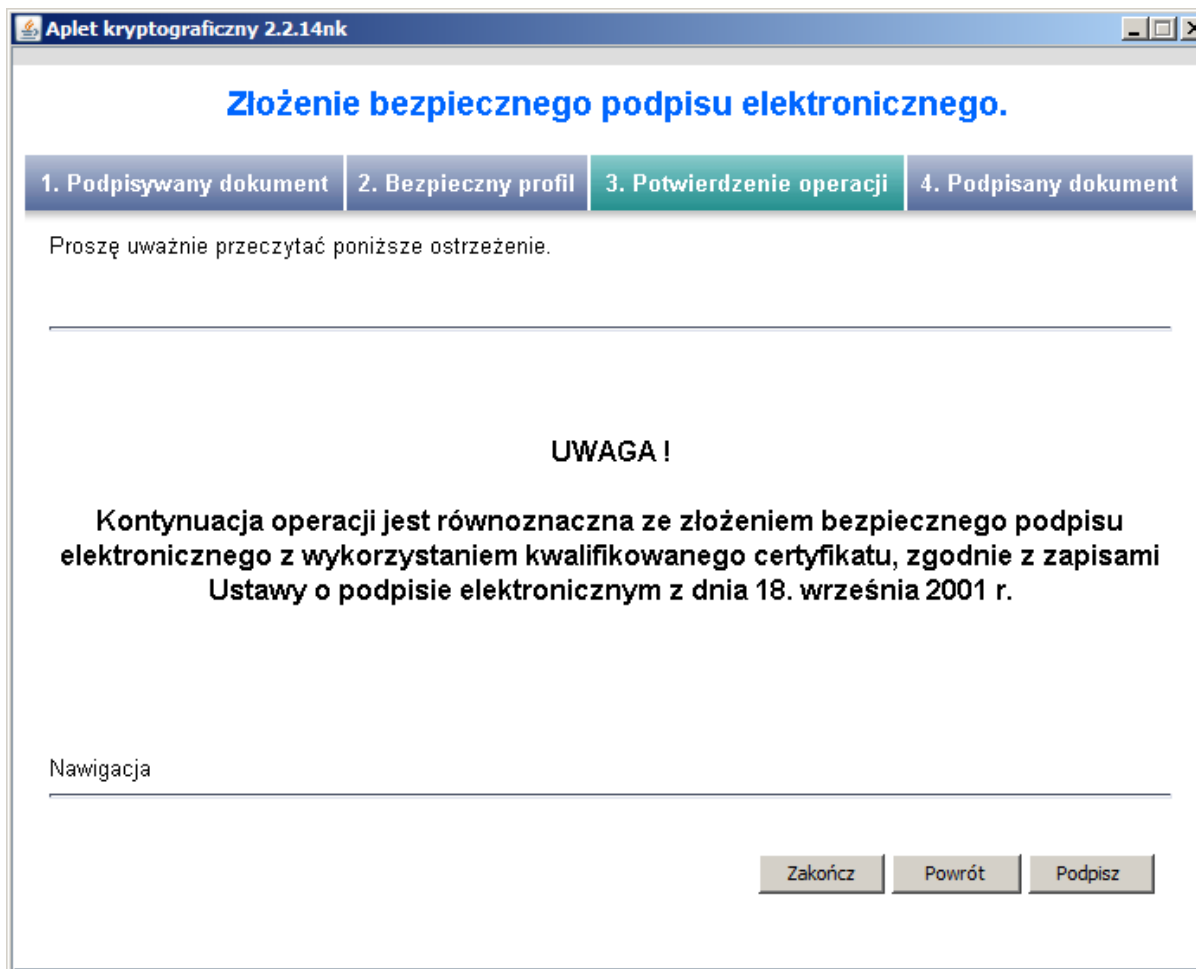 Aplet kryptograficzny 2.2.14nk
Złożenie bezpiecznego podpisu elektronicznego.
1. Podpisywany dokument
2. Bezpieczny profil
3. Potwierdzenie operacji
4. Podpisany dokument
Proszę uważnie przeczytać poniższe ostrzeżenie.
UWAGA !
Kontynuacja operacji jest równoznaczna ze złożeniem bezpiecznego podpisu
elektronicznego z wykorzystaniem kwalifikowanego certyfikatu, zgodnie z zapisami
Ustawy o podpisie elektronicznym z dnia 18. września 2001 r.
Nawigacja
Zakończ
Powrót
Podpisz